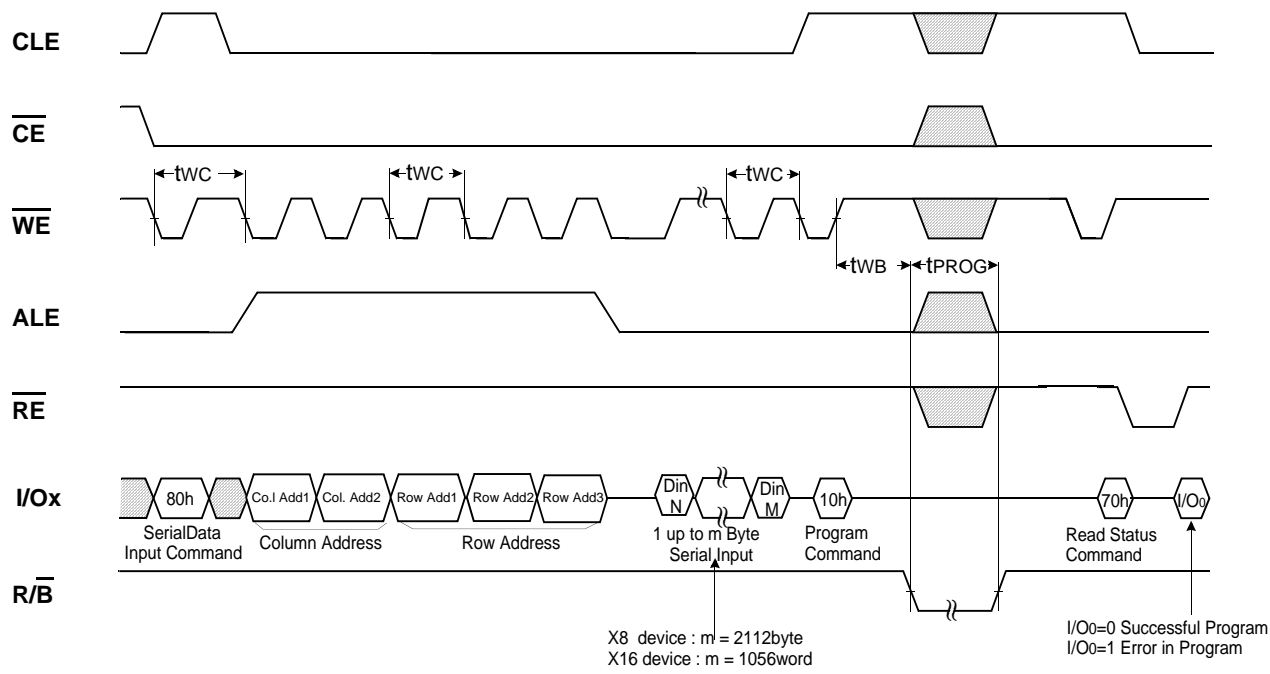 CLE
CE
tWC
tWC
tWC
WE
tWB
tPROG
ALE
RE
I/Ox
80h
Co.l Add1
Col. Add2
Row Add1
Row Add2
Row Add3
Din
N
Din
M
10h
70h
I/O0
SerialData
Input Command
Column Address
Row Address
1 up to m Byte
Serial Input
Program
Command
Read Status
Command
R/B
X8 device : m = 2112byte
X16 device : m = 1056word
I/O0=0 Successful Program
I/O0=1 Error in Program